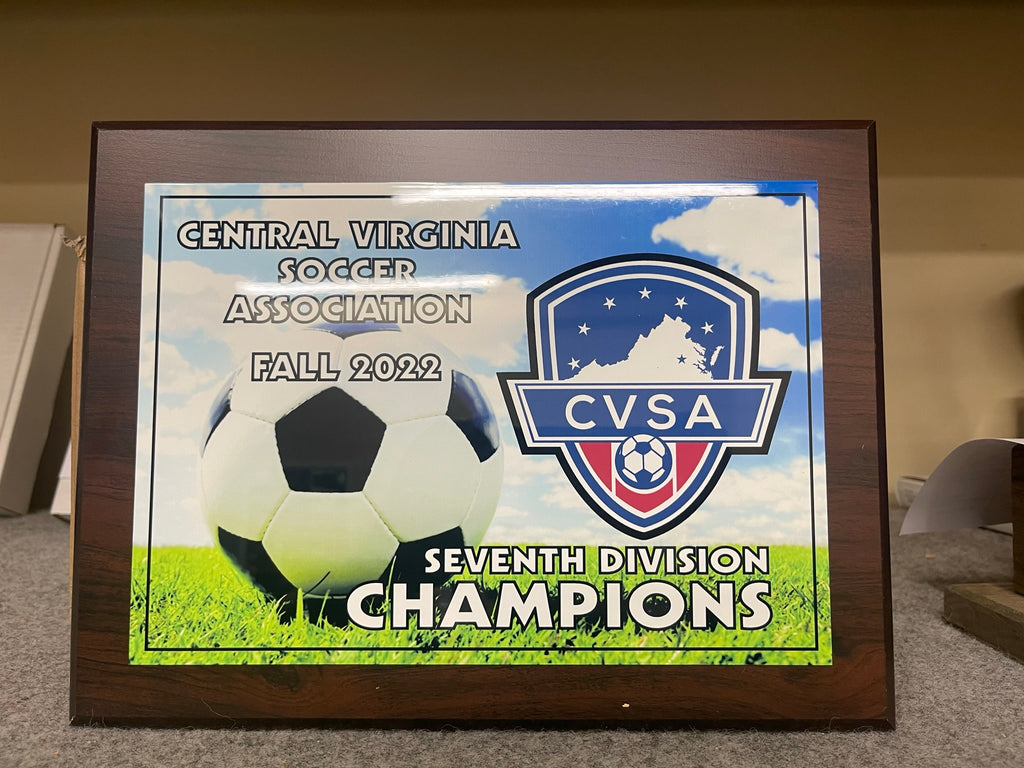 CENTRAL VIRGINIA
SOCCER
ASSOCIATION
FALL 2022
CVSA
SEVENTH DIVISION
CHAMPIONS